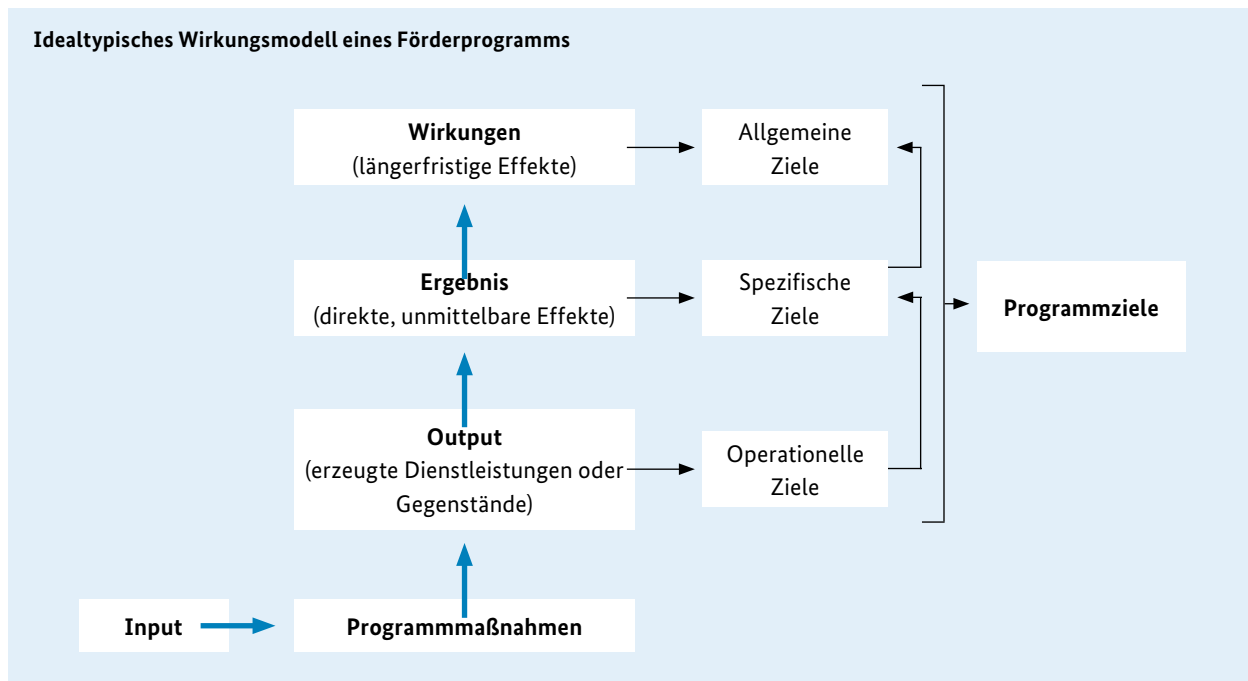 Idealtypisches Wirkungsmodell eines Förderprogramms
Wirkungen
(längerfristige Effekte)
Allgemeine
Ziele
Ergebnis
(direkte, unmittelbare Effekte)
Spezifische
Ziele
Programmziele
Output
(erzeugte Dienstleistungen oder
Gegenstände)
Operationelle
Ziele
Input
Programmmaßnahmen